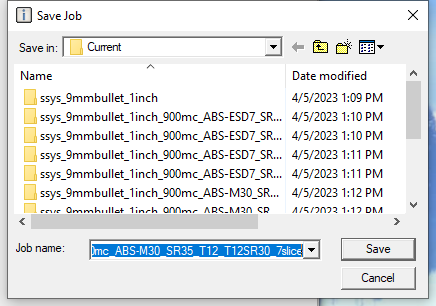 Save Job
Save in: Current
Name Date modified
ssys_9mmbullet_1inch 4/5/2023 1:09 PM
ssys_9mmbullet_1inch_900mc_ABS-ESD7_SR... 4/5/2023 1:10 PM
ssys_9mmbullet_1inch_900mc_ABS-ESD7_SR... 4/5/2023 1:10 PM
ssys_9mmbullet_1inch_900mc_ABS-ESD7_SR... 4/5/2023 1:11 PM
ssys_9mmbullet_1inch_900mc_ABS-ESD7_SR... 4/5/2023 1:11 PM
ssys_9mmbullet_1inch_900mc_ABS-M30_SR... 4/5/2023 1:12 PM
ssys_9mmbullet_1inch_900mc_ABS-M30_SR... 4/5/2023 1:12 PM
Job name: mc_ABS-M30_SR35_T12_T12SR30_7slice Save
Cancel